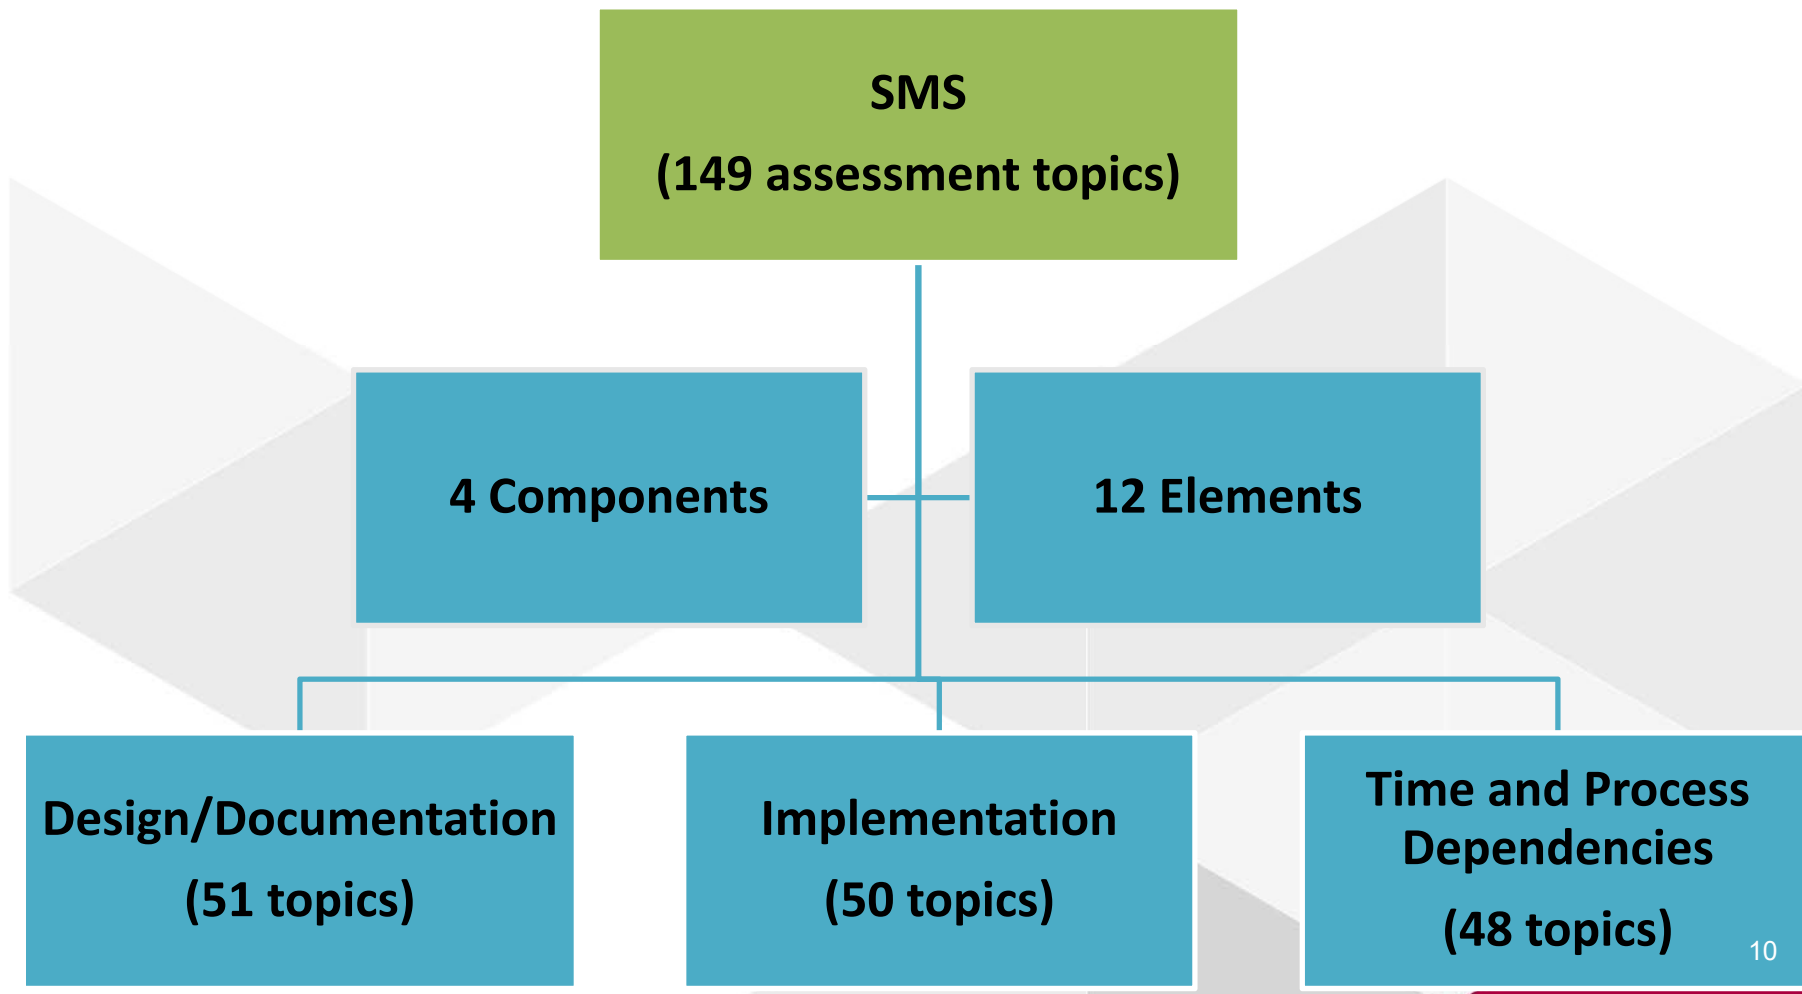 SMS
(149 assessment topics)
4 Components
12 Elements
Design/Documentation
(51 topics)
Implementation
(50 topics)
Time and Process
Dependencies
(48 topics)
10